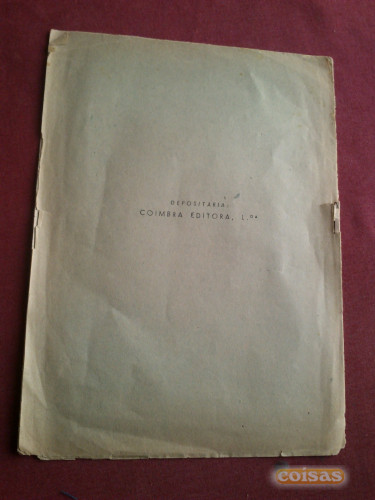 DEPOSITÁRIA:
COIMBRA EDITORA, L.DA
coisas